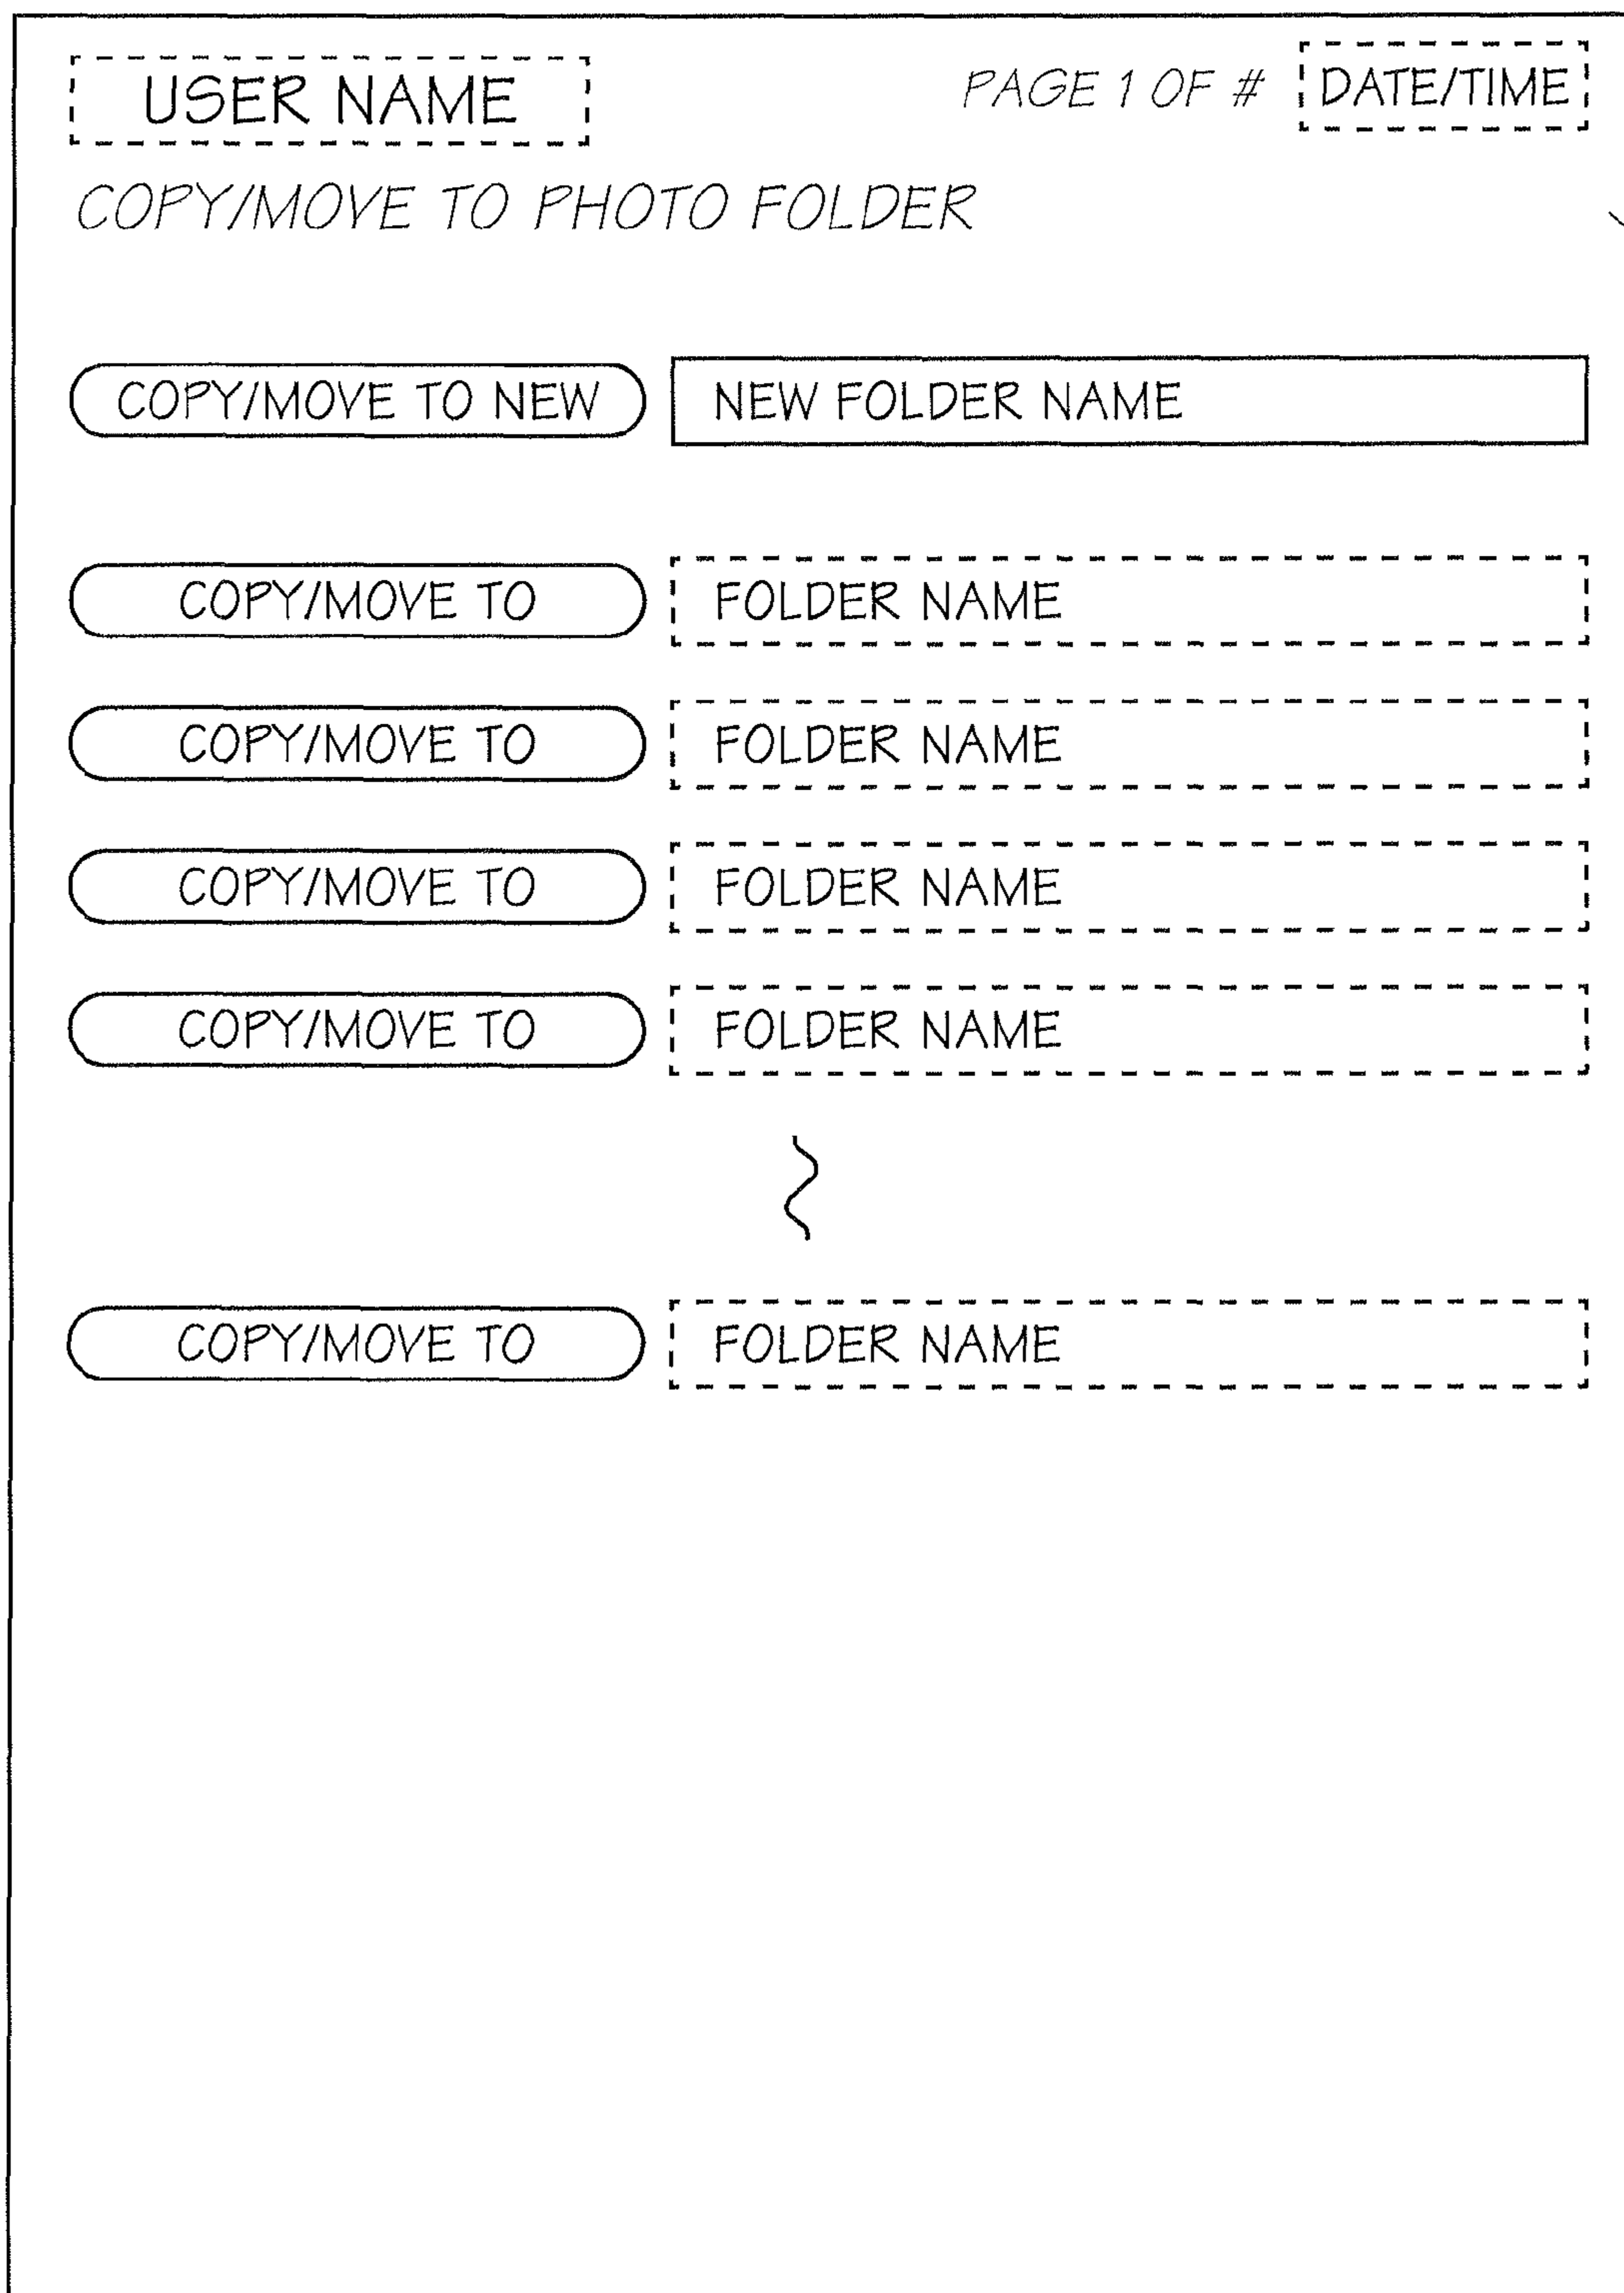 USER NAME PAGE 1 OF # DATE/TIME
COPY/MOVE TO PHOTO FOLDER
COPY/MOVE TO NEW NEW FOLDER NAME
COPY/MOVE TO FOLDER NAME
COPY/MOVE TO FOLDER NAME
COPY/MOVE TO FOLDER NAME
COPY/MOVE TO FOLDER NAME
COPY/MOVE TO FOLDER NAME